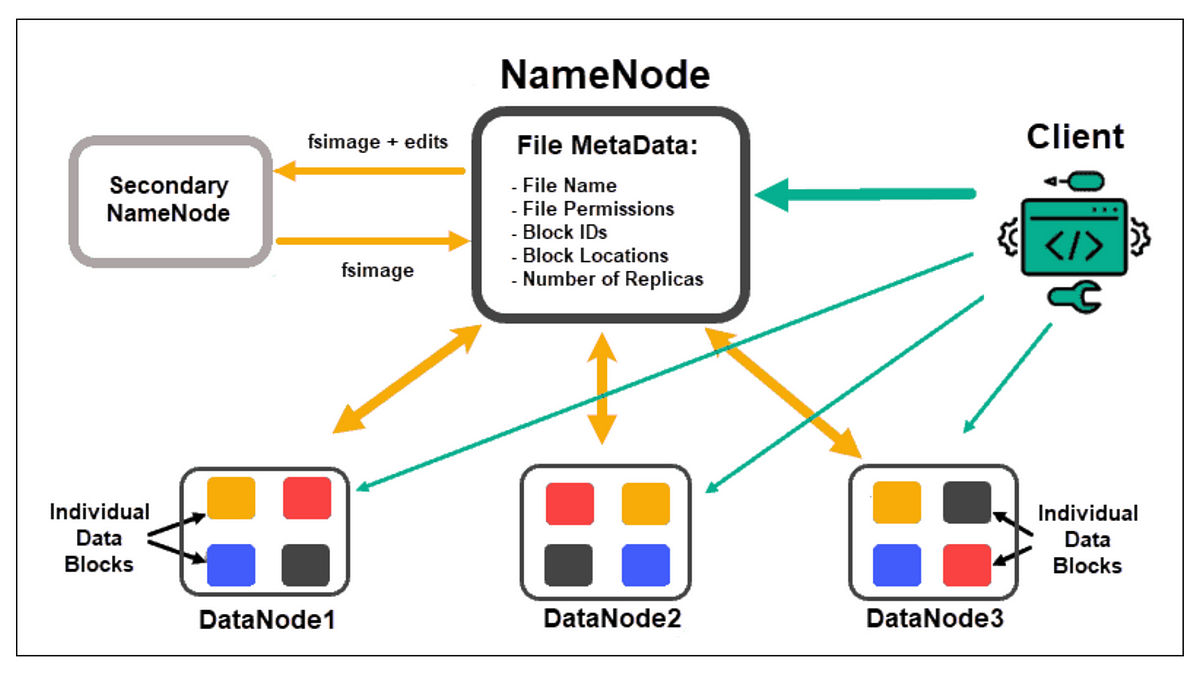 NameNode
fsimage + edits
Secondary
NameNode
fsimage
File MetaData:
- File Name
- File Permissions
- Block IDs
- Block Locations
- Number of Replicas
Client
</>
Individual
Data
Blocks
DataNode1
DataNode2
DataNode3
Individual
Data
Blocks